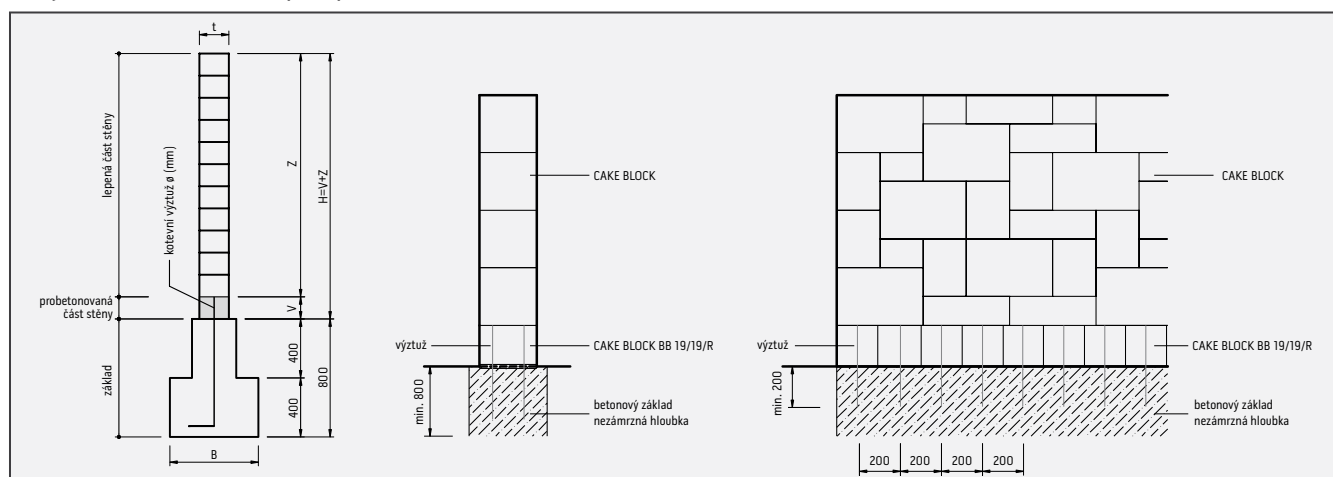 t
lepená část stěny
kotevní výztuž ø (mm)
Z
H=V+Z
probetonovaná
část stěny
V
základ
400
400
800
B
CAKE BLOCK
výztuž
CAKE BLOCK BB 19/19/R
min. 800
betonový základ
nezámrzná hloubka
CAKE BLOCK
výztuž
CAKE BLOCK BB 19/19/R
min. 200
betonový základ
nezámrzná hloubka
200
200
200
200